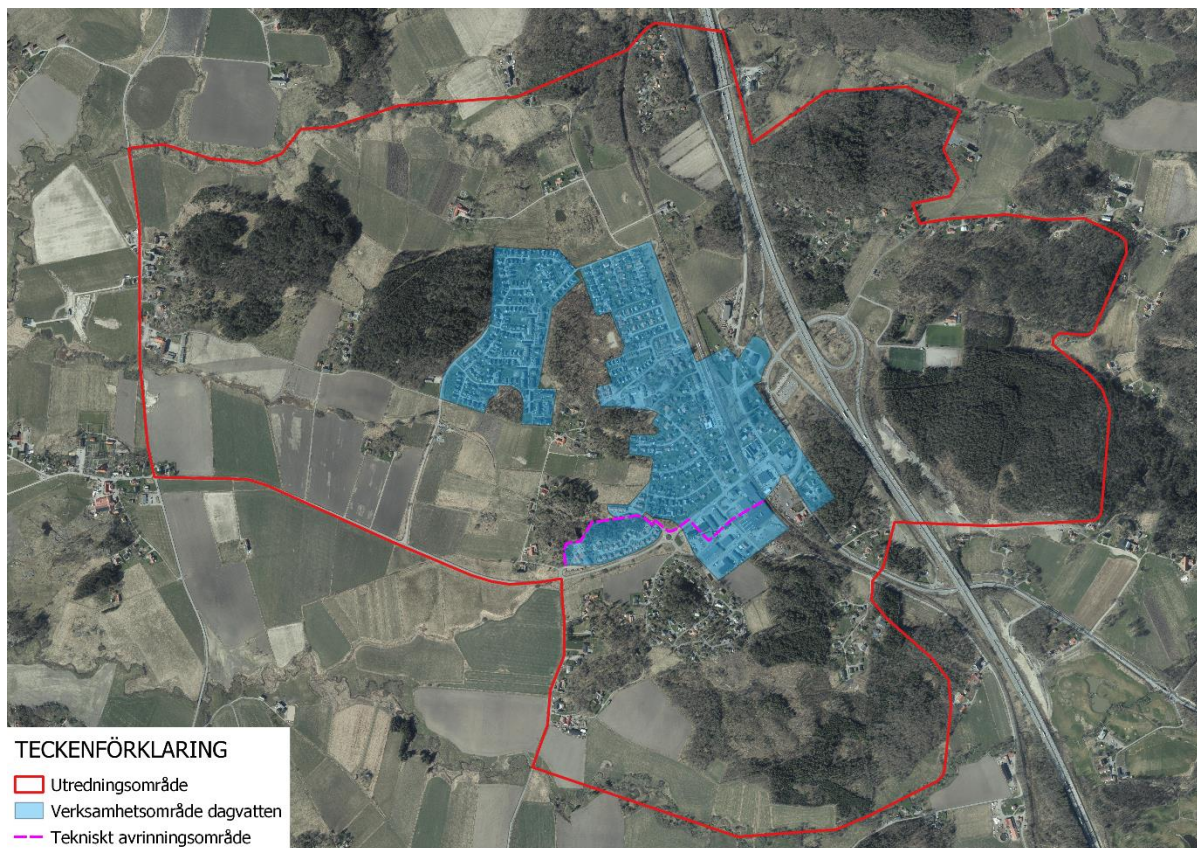 TECKENFÖRKLARING
Utredningsområde
Verksamhetsområde dagvatten
Tekniskt avrinningsområde